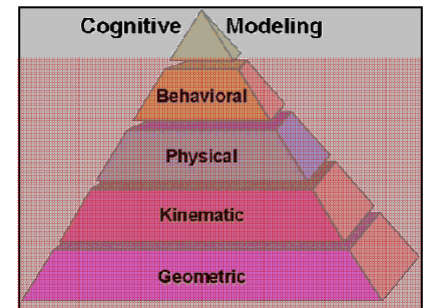 Cognitive Modeling
Behavioral
Physical
Kinematic
Geometric